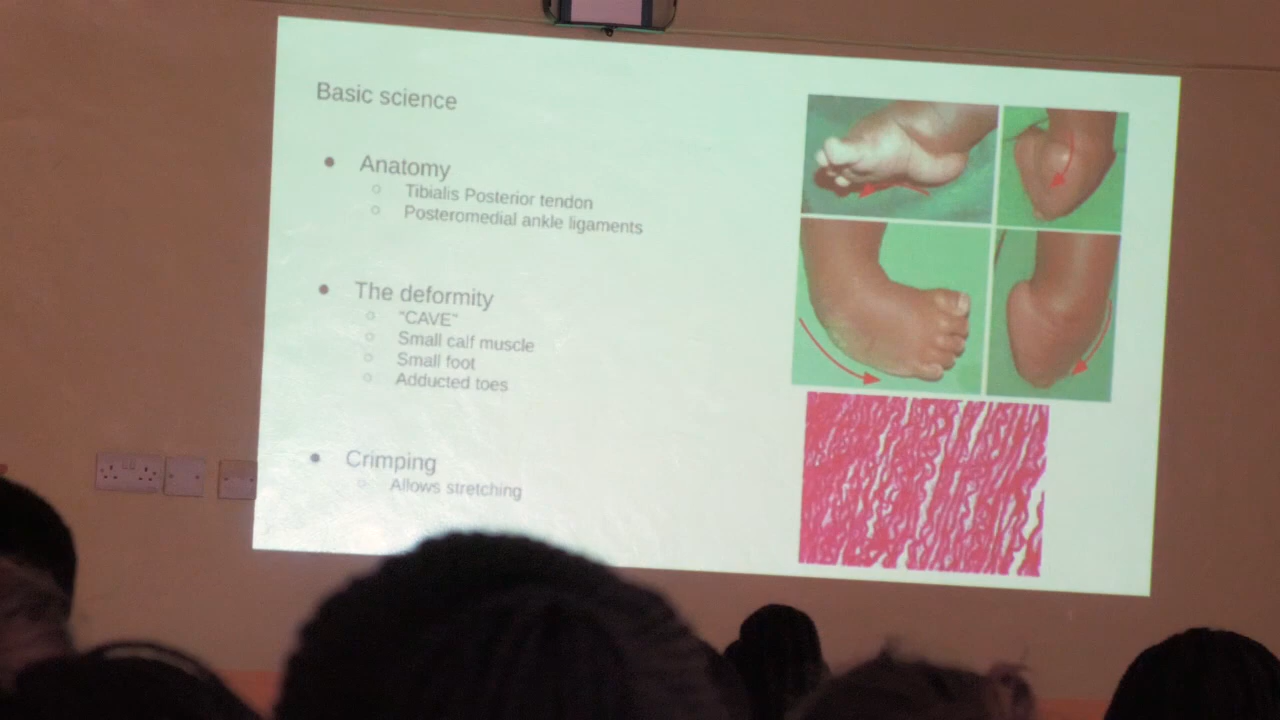 Basic science
Anatomy
Tibialis Posterior tendon
Posteromedial ankle ligaments
The deformity
"CAVE"
Small calf muscle
Small foot
Adducted toes
Crimping
Allows stretching